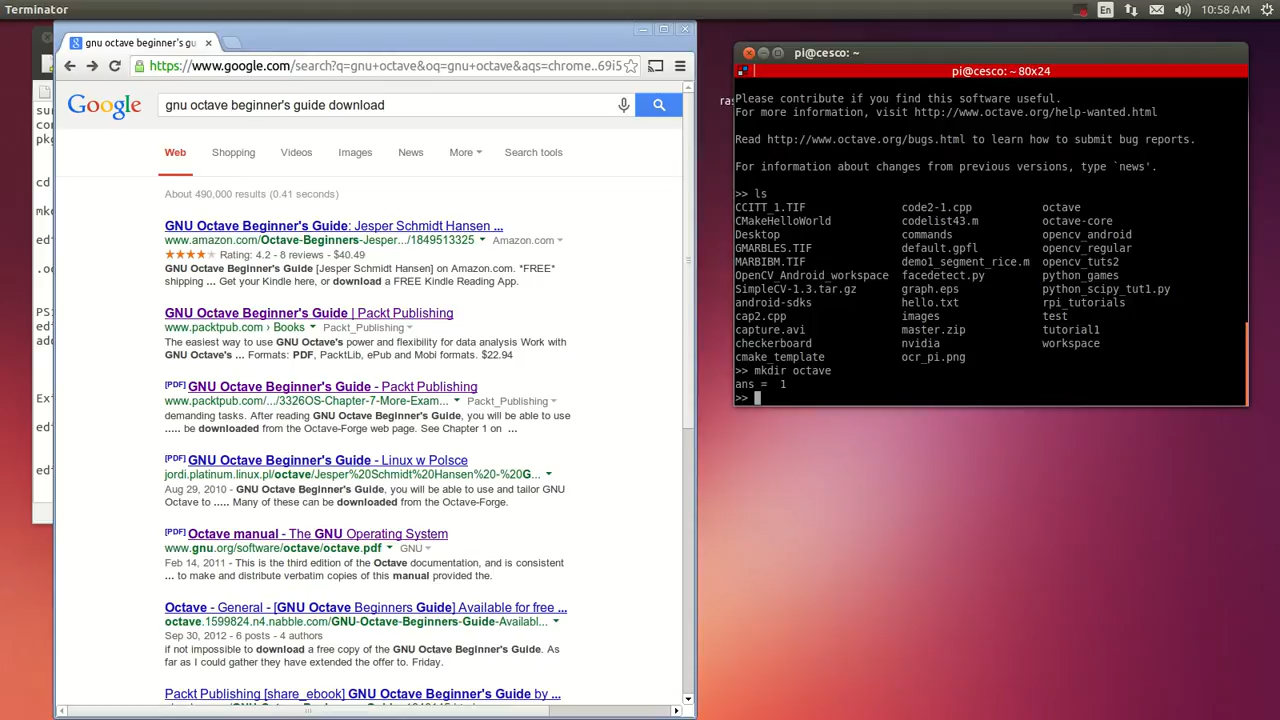 Terminator
En
10:58 AM
gnu octave beginner's gu
https://www.google.com/search?q=gnu+octave&oq=gnu+octave&aqs=chrome..69i5
Google
gnu octave beginner's guide download
Web Shopping Videos Images News More Search tools
About 490,000 results (0.41 seconds)
GNU Octave Beginner's Guide: Jesper Schmidt Hansen ...
www.amazon.com/Octave-Beginners-Jesper.../1849513325 Amazon.com
Rating: 4.2 - 8 reviews - $40.49
GNU Octave Beginner's Guide [Jesper Schmidt Hansen] on Amazon.com. *FREE*
shipping ... Get your Kindle here, or download a FREE Kindle Reading App.
GNU Octave Beginner's Guide | Packt Publishing
www.packtpub.com › Books Packt_Publishing
The easiest way to use GNU Octave's power and flexibility for data analysis Work with
GNU Octave's ... Formats: PDF, PacktLib, ePub and Mobi formats. $22.94
[PDF] GNU Octave Beginner's Guide - Packt Publishing
www.packtpub.com/.../3326OS-Chapter-7-More-Exam... Packt_Publishing
demanding tasks. After reading GNU Octave Beginner's Guide, you will be able to use
..... be downloaded from the Octave-Forge web page. See Chapter 1 on ...
[PDF] GNU Octave Beginner's Guide - Linux w Polsce
jordi.platinum.linux.pl/octave/Jesper%20Schmidt%20Hansen%20-%20G...
Aug 29, 2010 - GNU Octave Beginner's Guide, you will be able to use and tailor GNU
Octave to ..... Many of these can be downloaded from the Octave-Forge.
[PDF] Octave manual - The GNU Operating System
www.gnu.org/software/octave/octave.pdf GNU
Feb 14, 2011 - This is the third edition of the Octave documentation, and is consistent
... to make and distribute verbatim copies of this manual provided the.
Octave - General - [GNU Octave Beginners Guide] Available for free ...
octave.1599824.n4.nabble.com/GNU-Octave-Beginners-Guide-Availabl...
Sep 30, 2012 - 6 posts - 4 authors
if not impossible to download a free copy of the GNU Octave Beginner's Guide. As
far as I could gather they have extended the offer to. Friday.
Packt Publishing [share_ebook] GNU Octave Beginner's Guide by ...
sur
con
pkg
cd
mkd
edi
.oc
PSi
edi
add
Ext
edi
edi
ras
pi@cesco: ~
pi@cesco: ~ 80x24
Please contribute if you find this software useful.
For more information, visit http://www.octave.org/help-wanted.html
Read http://www.octave.org/bugs.html to learn how to submit bug reports.
For information about changes from previous versions, type `news'.
>> ls
CCITT_1.TIF code2-1.cpp octave
CMakeHelloWorld codelist43.m octave-core
Desktop commands opencv_android
GMARBLES.TIF default.gpfl opencv_regular
MARBIBM.TIF demo1_segment_rice.m opencv_tuts2
OpenCV_Android_workspace facedetect.py python_games
SimpleCV-1.3.tar.gz graph.eps python_scipy_tut1.py
android-sdks hello.txt rpi_tutorials
cap2.cpp images test
capture.avi master.zip tutorial1
checkerboard nvidia workspace
cmake_template ocr_pi.png
>> mkdir octave
ans = 1
>>